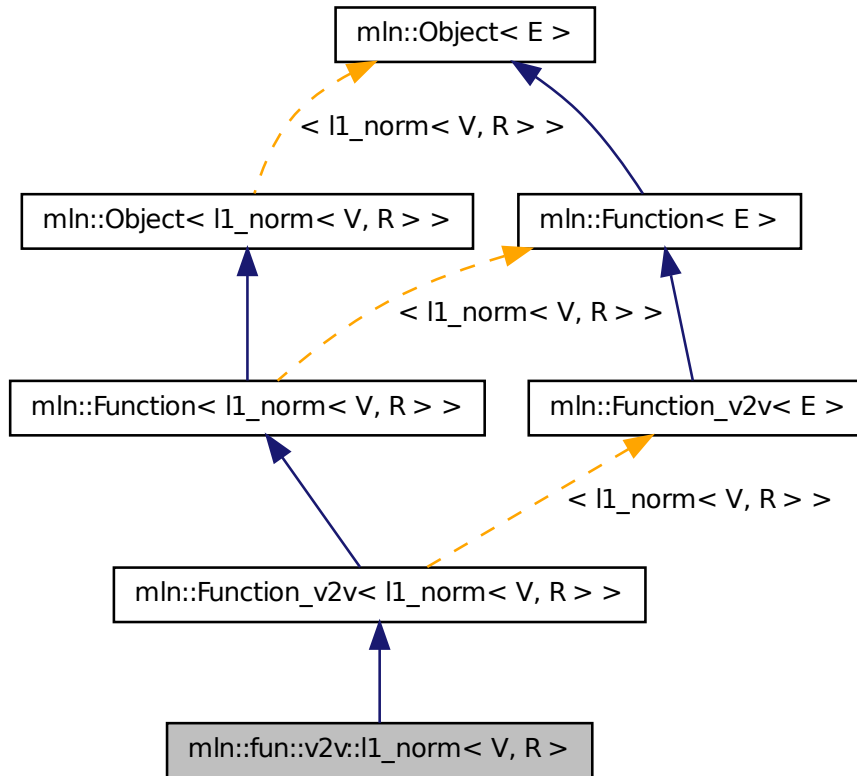 mln::Object< E >
< l1_norm< V, R > >
mln::Object< l1_norm< V, R > >
mln::Function< E >
< l1_norm< V, R > >
mln::Function< l1_norm< V, R > >
mln::Function_v2v< E >
< l1_norm< V, R > >
mln::Function_v2v< l1_norm< V, R > >
mln::fun::v2v::l1_norm< V, R >